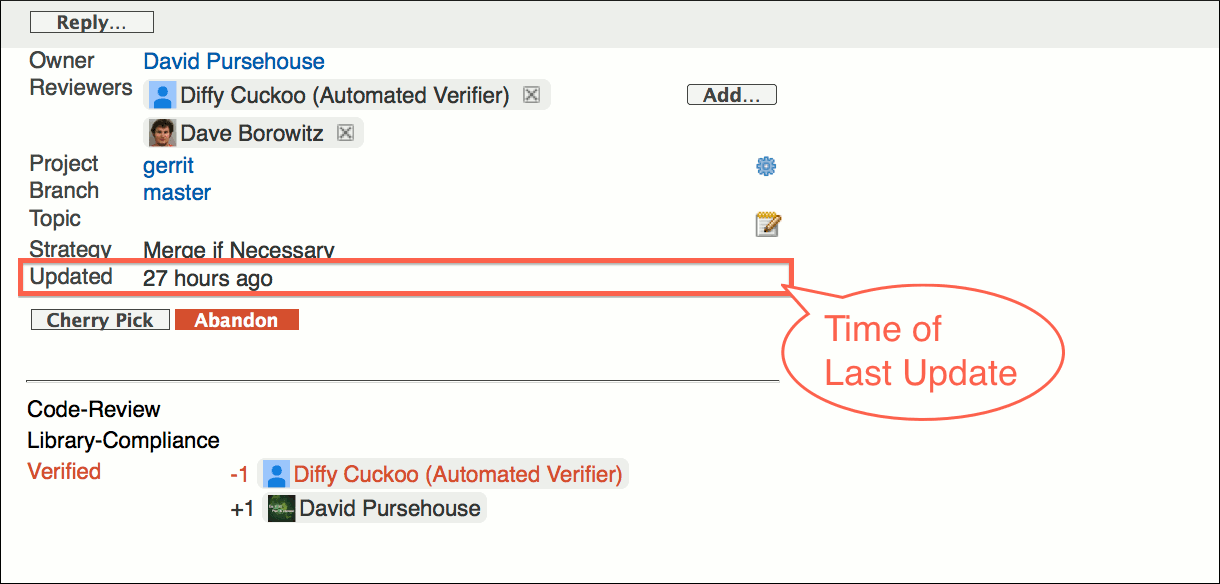 Reply...
Owner David Pursehouse
Reviewers Diffy Cuckoo (Automated Verifier) Add...
Dave Borowitz
Project gerrit
Branch master
Topic
Strategy Merge if Necessary
Updated 27 hours ago
Cherry Pick Abandon
Time of
Last Update
Code-Review
Library-Compliance
Verified -1 Diffy Cuckoo (Automated Verifier)
+1 David Pursehouse